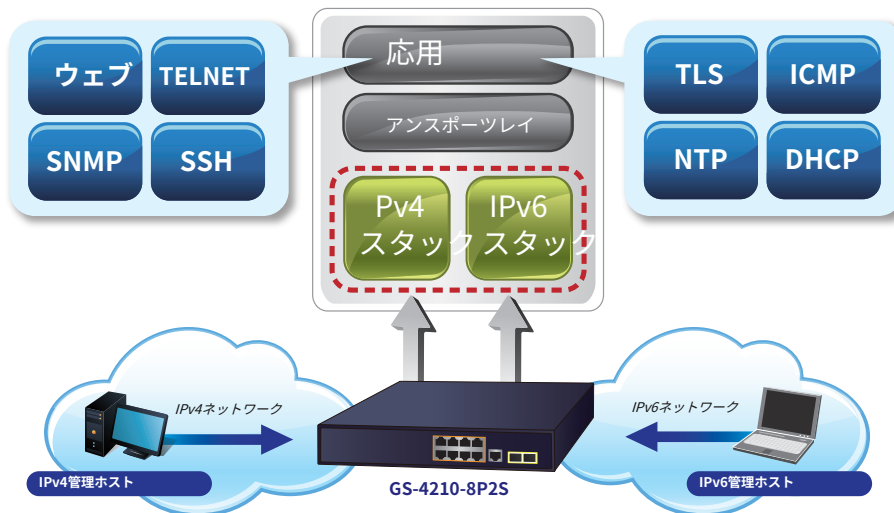 応用
ウェブ
TELNET
SNMP
SSH
アンスポーツレイ
TLS
ICMP
NTP
DHCP
Pv4
スタック
IPv6
スタック
IPv4ネットワーク
IPv6ネットワーク
IPv4管理ホスト
GS-4210-8P2S
IPv6管理ホスト